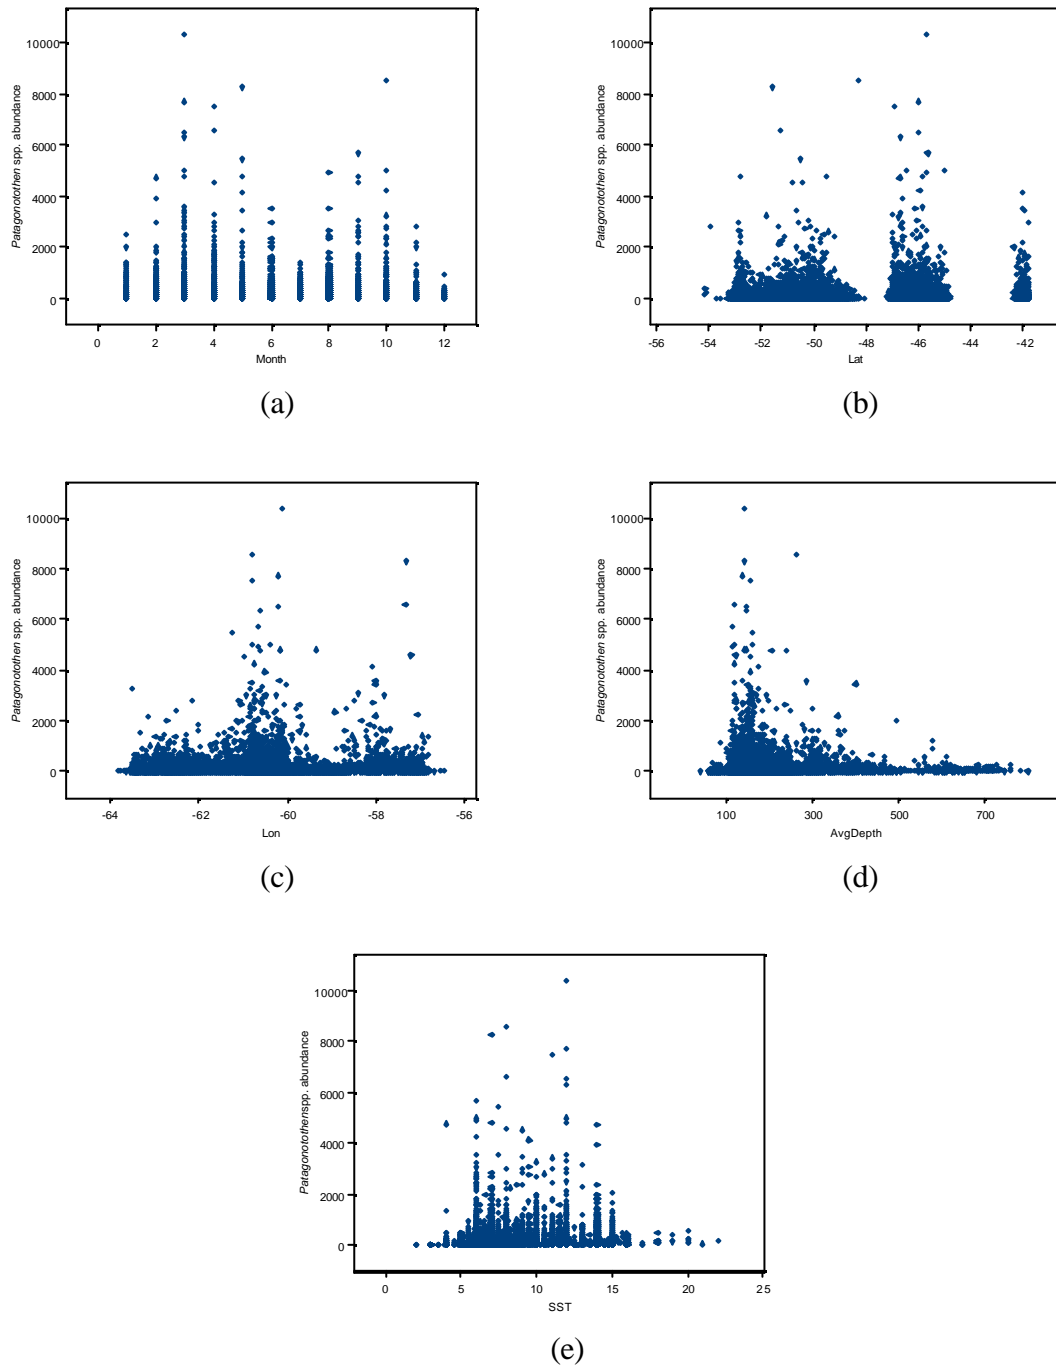 10000
8000
6000
4000
2000
0
Patagonotothen spp. abundance
0 2 4 6 8 10 12
Month
(a)
10000
8000
6000
4000
2000
0
Patagonotothen spp. abundance
-56 -54 -52 -50 -48 -46 -44 -42
Lat
(b)
10000
8000
6000
4000
2000
0
Patagonotothen spp. abundance
-64 -62 -60 -58 -56
Lon
(c)
10000
8000
6000
4000
2000
0
Patagonotothen spp. abundance
100 300 500 700
AvgDepth
(d)
10000
8000
6000
4000
2000
0
Patagonotothen spp. abundance
0 5 10 15 20 25
SST
(e)